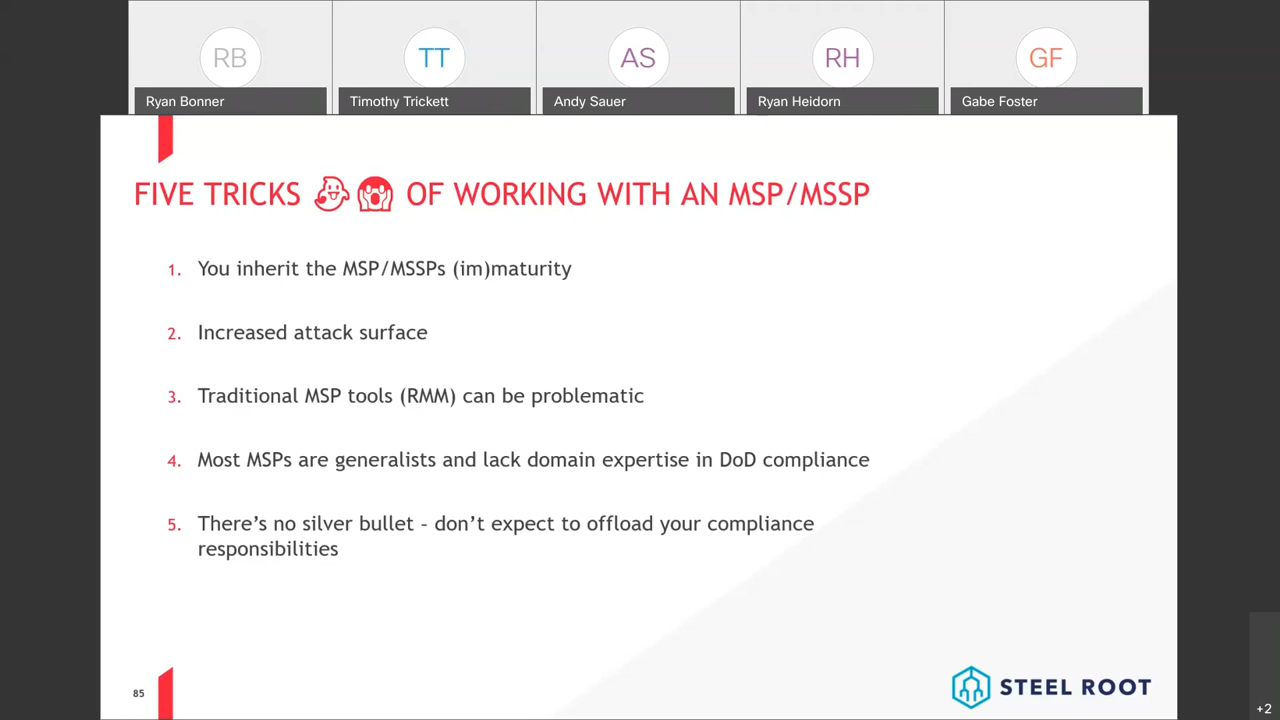 RB
TT
AS
RH
GF
Ryan Bonner
Timothy Trickett
Andy Sauer
Ryan Heidorn
Gabe Foster
FIVE TRICKS 👻😱 OF WORKING WITH AN MSP/MSSP
1. You inherit the MSP/MSSPs (im)maturity
2. Increased attack surface
3. Traditional MSP tools (RMM) can be problematic
4. Most MSPs are generalists and lack domain expertise in DoD compliance
5. There's no silver bullet – don't expect to offload your compliance
responsibilities
85
STEEL ROOT
+2